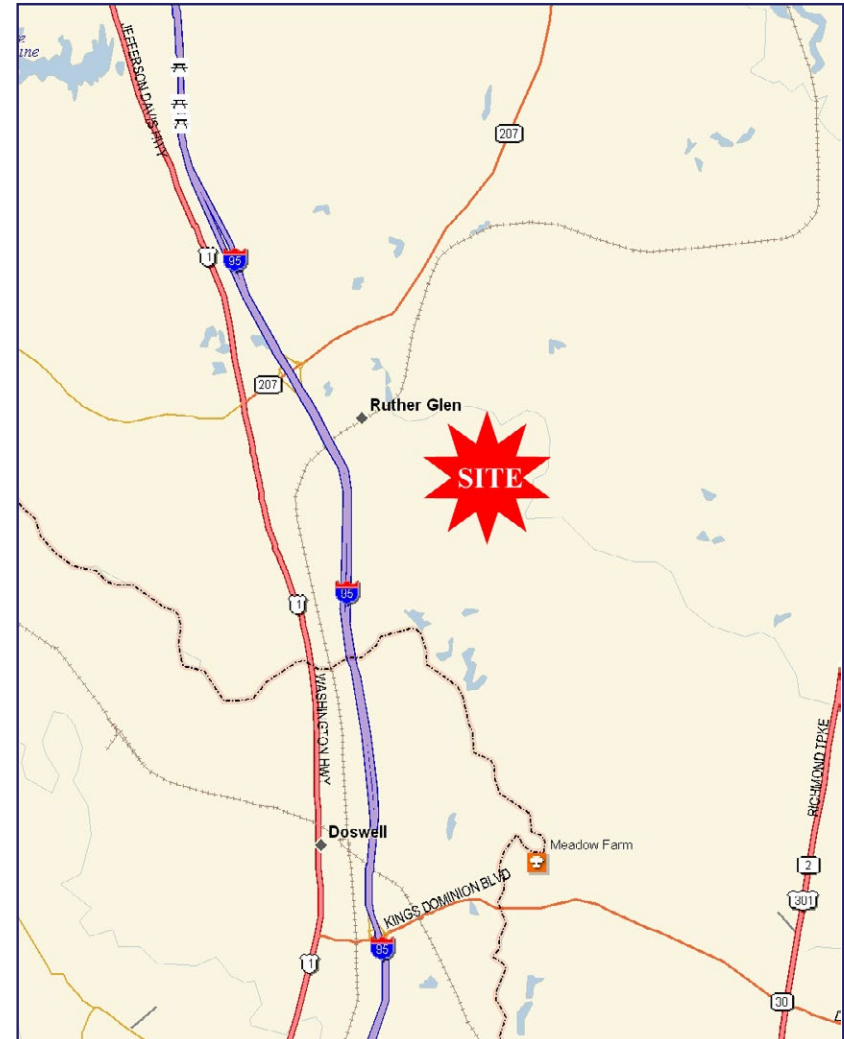 JEFFERSON DAVIS HWY
207
1
95
207
Ruther Glen
SITE
95
1
WASHINGTON HWY
RICHMOND TPKE
Doswell
Meadow Farm
2
KINGS DOMINION BLVD
301
95
1
30